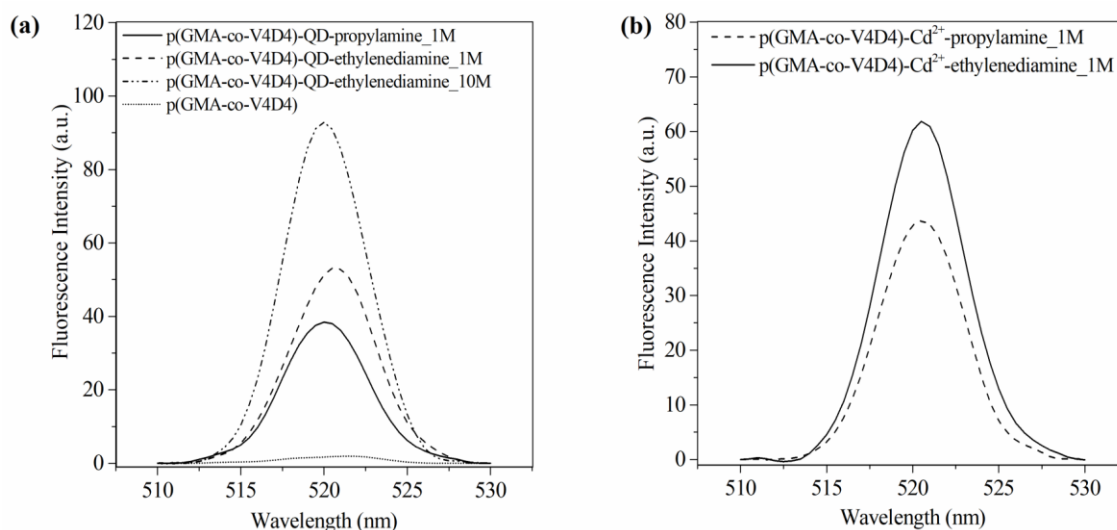 (a)
120
100
80
60
40
20
0
Fluorescence Intensity (a.u.)
p(GMA-co-V4D4)-QD-propylamine_1M
p(GMA-co-V4D4)-QD-ethylenediamine_1M
p(GMA-co-V4D4)-QD-ethylenediamine_10M
p(GMA-co-V4D4)
510 515 520 525 530
Wavelength (nm)
(b)
80
70
60
50
40
30
20
10
0
Fluorescence Intensity (a.u.)
p(GMA-co-V4D4)-Cd²⁺-propylamine_1M
p(GMA-co-V4D4)-Cd²⁺-ethylenediamine_1M
510 515 520 525 530
Wavelength (nm)